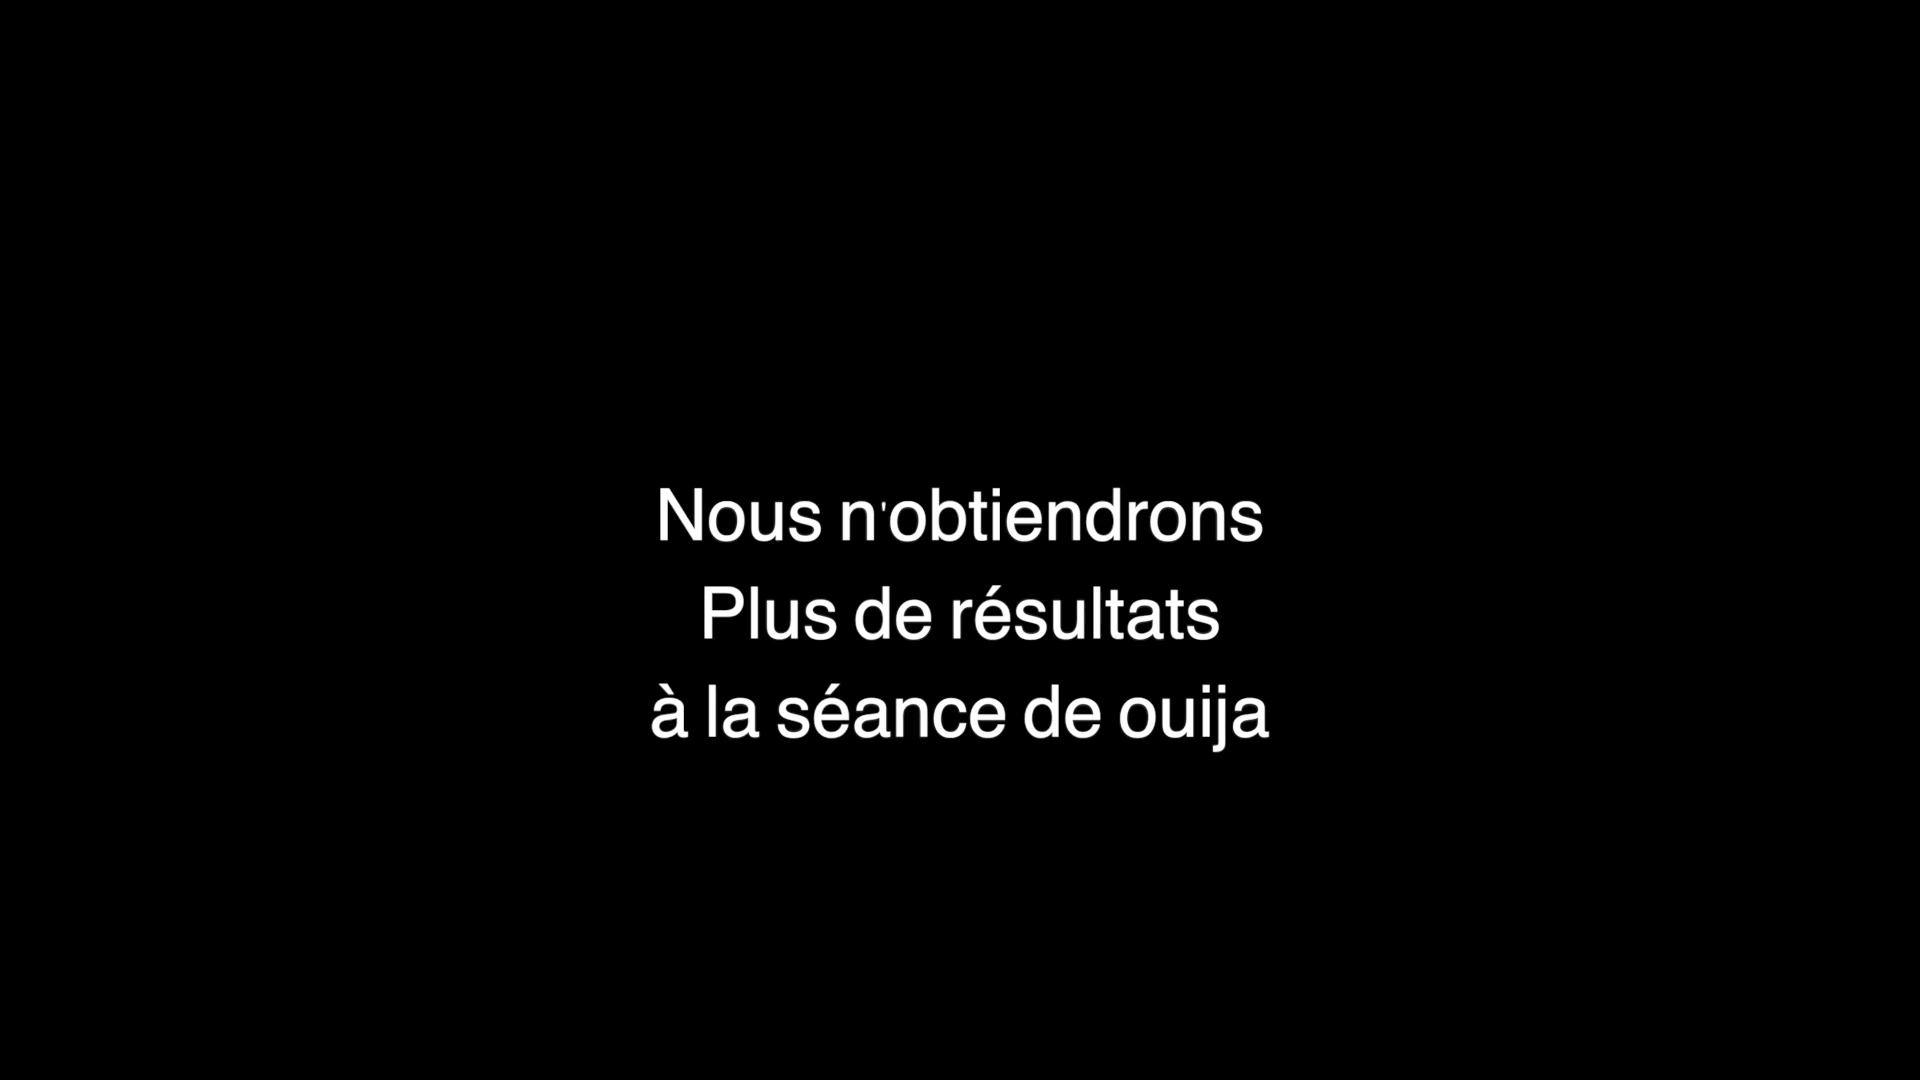 Nous n'obtiendrons
Plus de résultats
à la séance de ouija